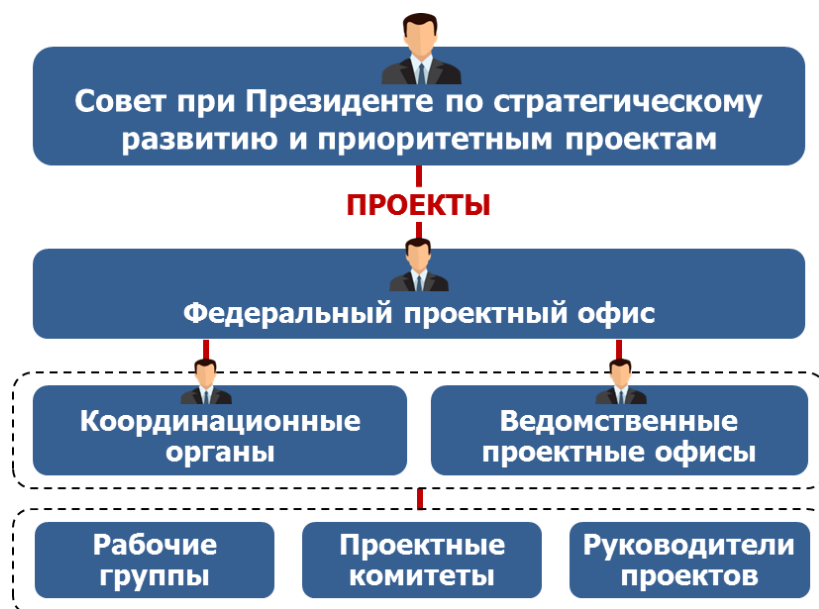 Совет при Президенте по стратегическому
развитию и приоритетным проектам
ПРОЕКТЫ
Федеральный проектный офис
Координационные
органы
Ведомственные
проектные офисы
Рабочие
группы
Проектные
комитеты
Руководители
проектов